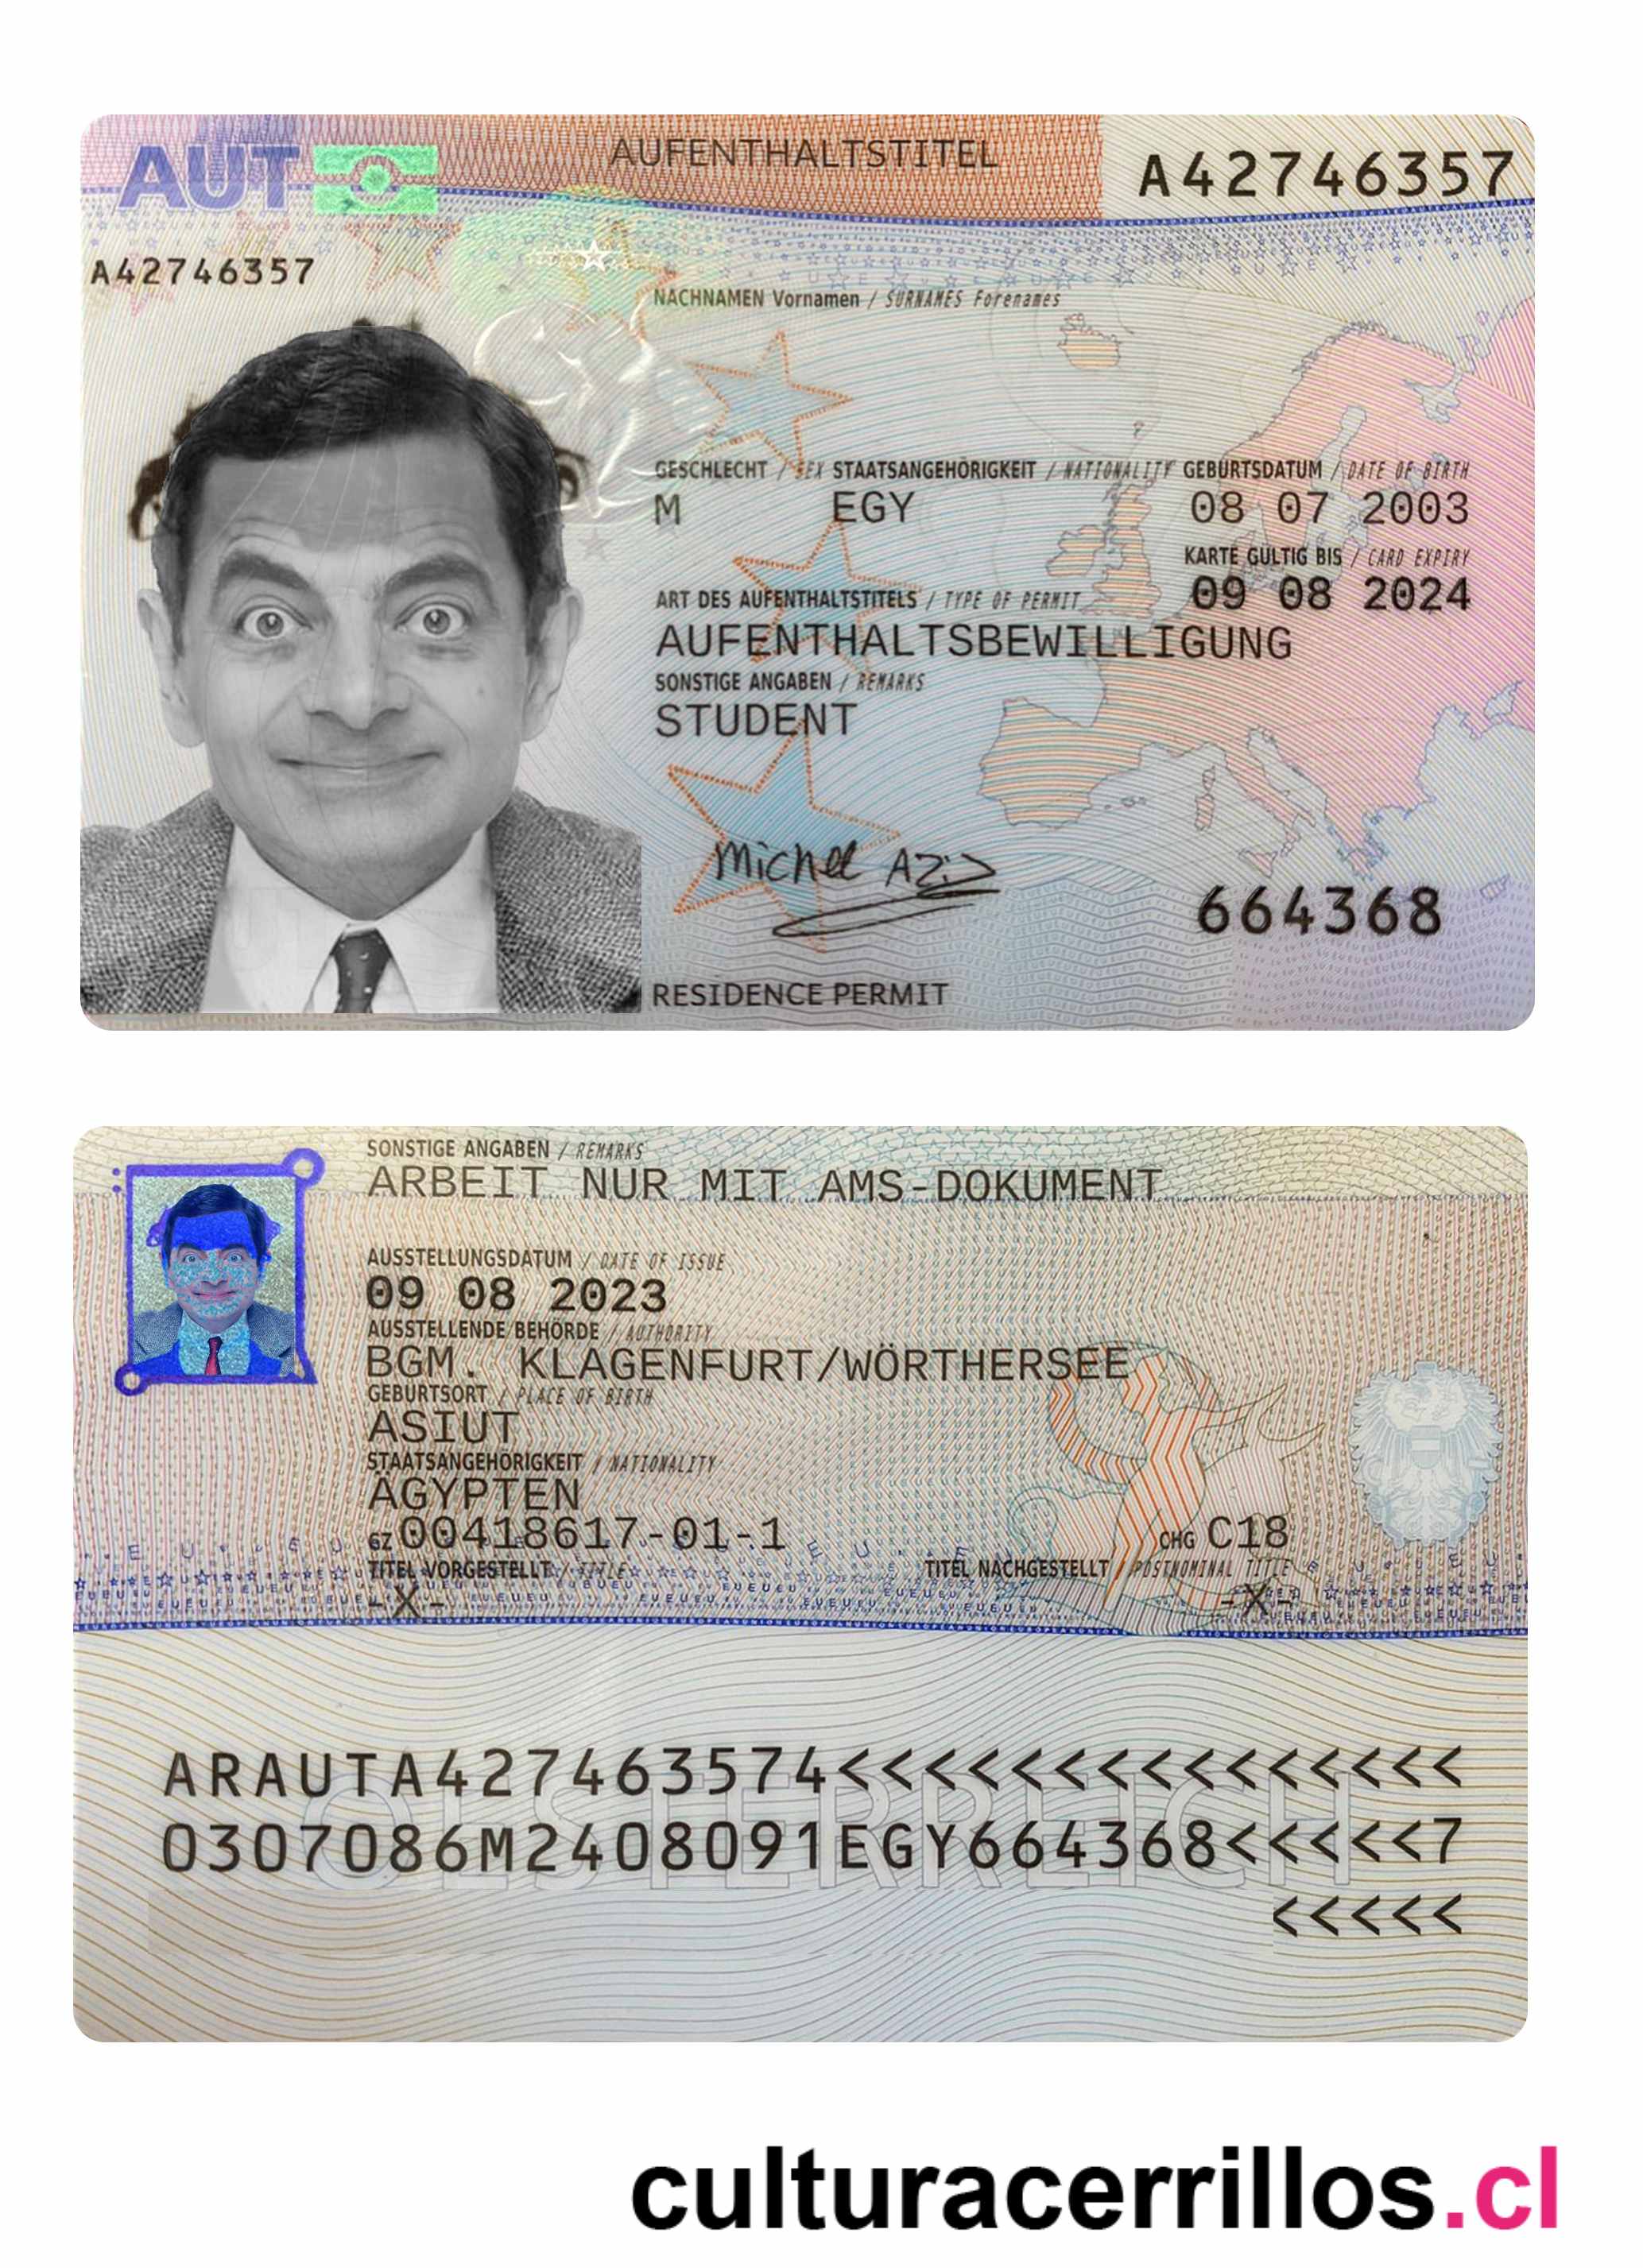 AUT
AUFENTHALTSTITEL
A42746357
A42746357
NACHNAMEN Vornamen / SURNAMES Forenames
GESCHLECHT / SEX STAATSANGEHÖRIGKEIT / NATIONALITY GEBURTSDATUM / DATE OF BIRTH
M EGY 08 07 2003
KARTE GÜLTIG BIS / CARD EXPIRY
09 08 2024
ART DES AUFENTHALTSTITELS / TYPE OF PERMIT
AUFENTHALTSBEWILLIGUNG
SONSTIGE ANGABEN / REMARKS
STUDENT
Michel Aziz
664368
RESIDENCE PERMIT
SONSTIGE ANGABEN / REMARKS
ARBEIT NUR MIT AMS-DOKUMENT
AUSSTELLUNGSDATUM / DATE OF ISSUE
09 08 2023
AUSSTELLENDE BEHÖRDE / AUTHORITY
BGM. KLAGENFURT/WÖRTHERSEE
GEBURTSORT / PLACE OF BIRTH
ASIUT
STAATSANGEHÖRIGKEIT / NATIONALITY
ÄGYPTEN
GZ 00418617-01-1 CHG C18
TITEL VORGESTELLT / TITLE TITEL NACHGESTELLT / POSTNOMINAL TITLE
-X- -X-
ARAUTA427463574<<<<<<<<<<<<<<<
0307086M2408091EGY664368<<<<<7
OESTERREICH
<<<<<
culturacerrillos.cl